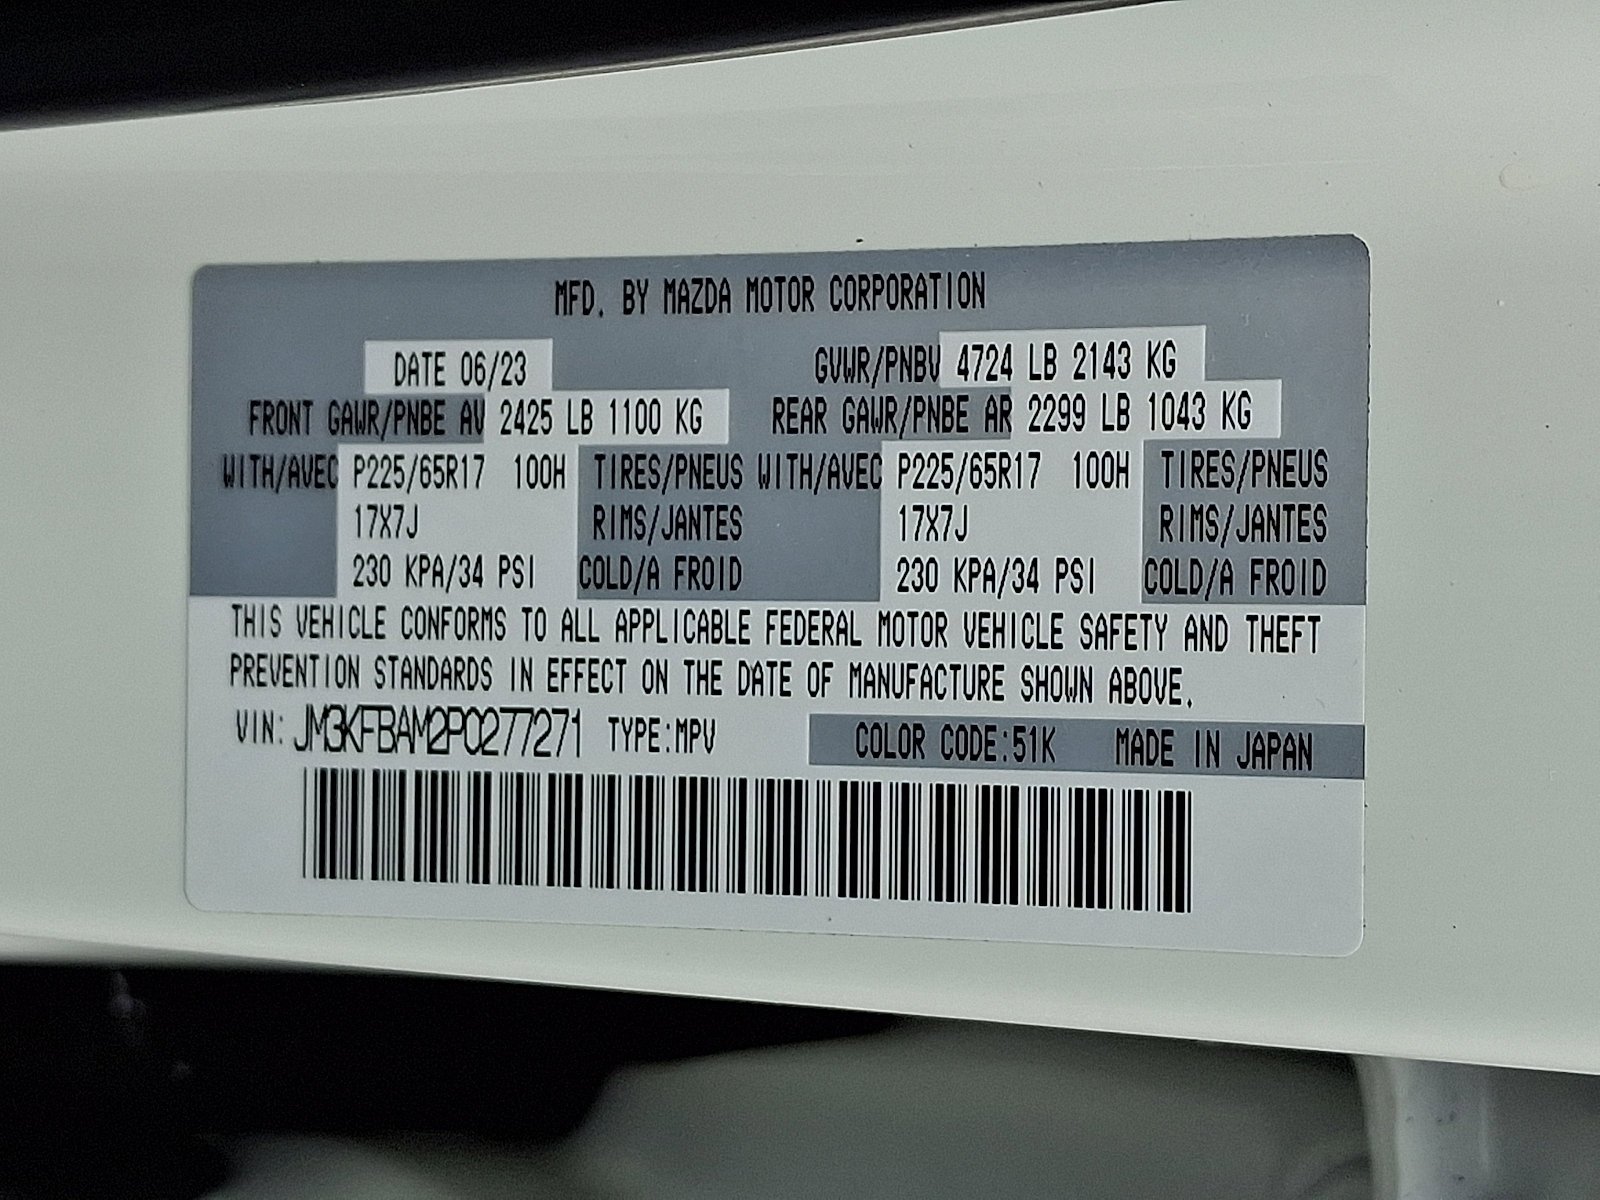 MFD. BY MAZDA MOTOR CORPORATION
DATE 06/23 GVWR/PNBV 4724 LB 2143 KG
FRONT GAWR/PNBE AV 2425 LB 1100 KG REAR GAWR/PNBE AR 2299 LB 1043 KG
WITH/AVEC P225/65R17 100H TIRES/PNEUS WITH/AVEC P225/65R17 100H TIRES/PNEUS
17X7J RIMS/JANTES 17X7J RIMS/JANTES
230 KPA/34 PSI COLD/A FROID 230 KPA/34 PSI COLD/A FROID
THIS VEHICLE CONFORMS TO ALL APPLICABLE FEDERAL MOTOR VEHICLE SAFETY AND THEFT
PREVENTION STANDARDS IN EFFECT ON THE DATE OF MANUFACTURE SHOWN ABOVE.
VIN: JM3KFBAM2P0277271 TYPE:MPV COLOR CODE:51K MADE IN JAPAN